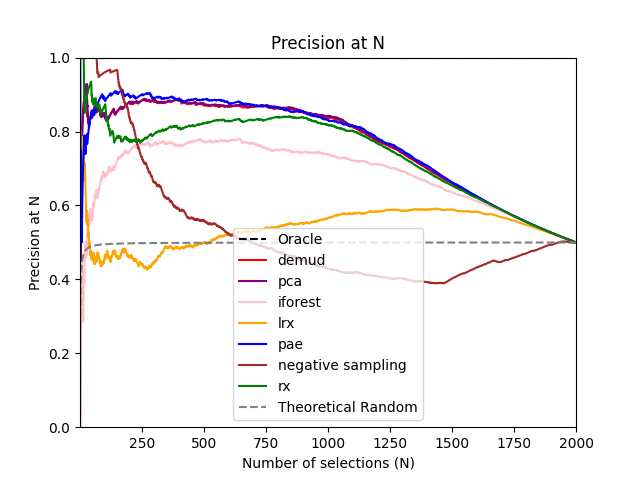 Precision at N
Precision at N
1.0
0.8
0.6
0.4
0.2
0.0
Oracle
demud
pca
iforest
lrx
pae
negative sampling
rx
Theoretical Random
250 500 750 1000 1250 1500 1750 2000
Number of selections (N)